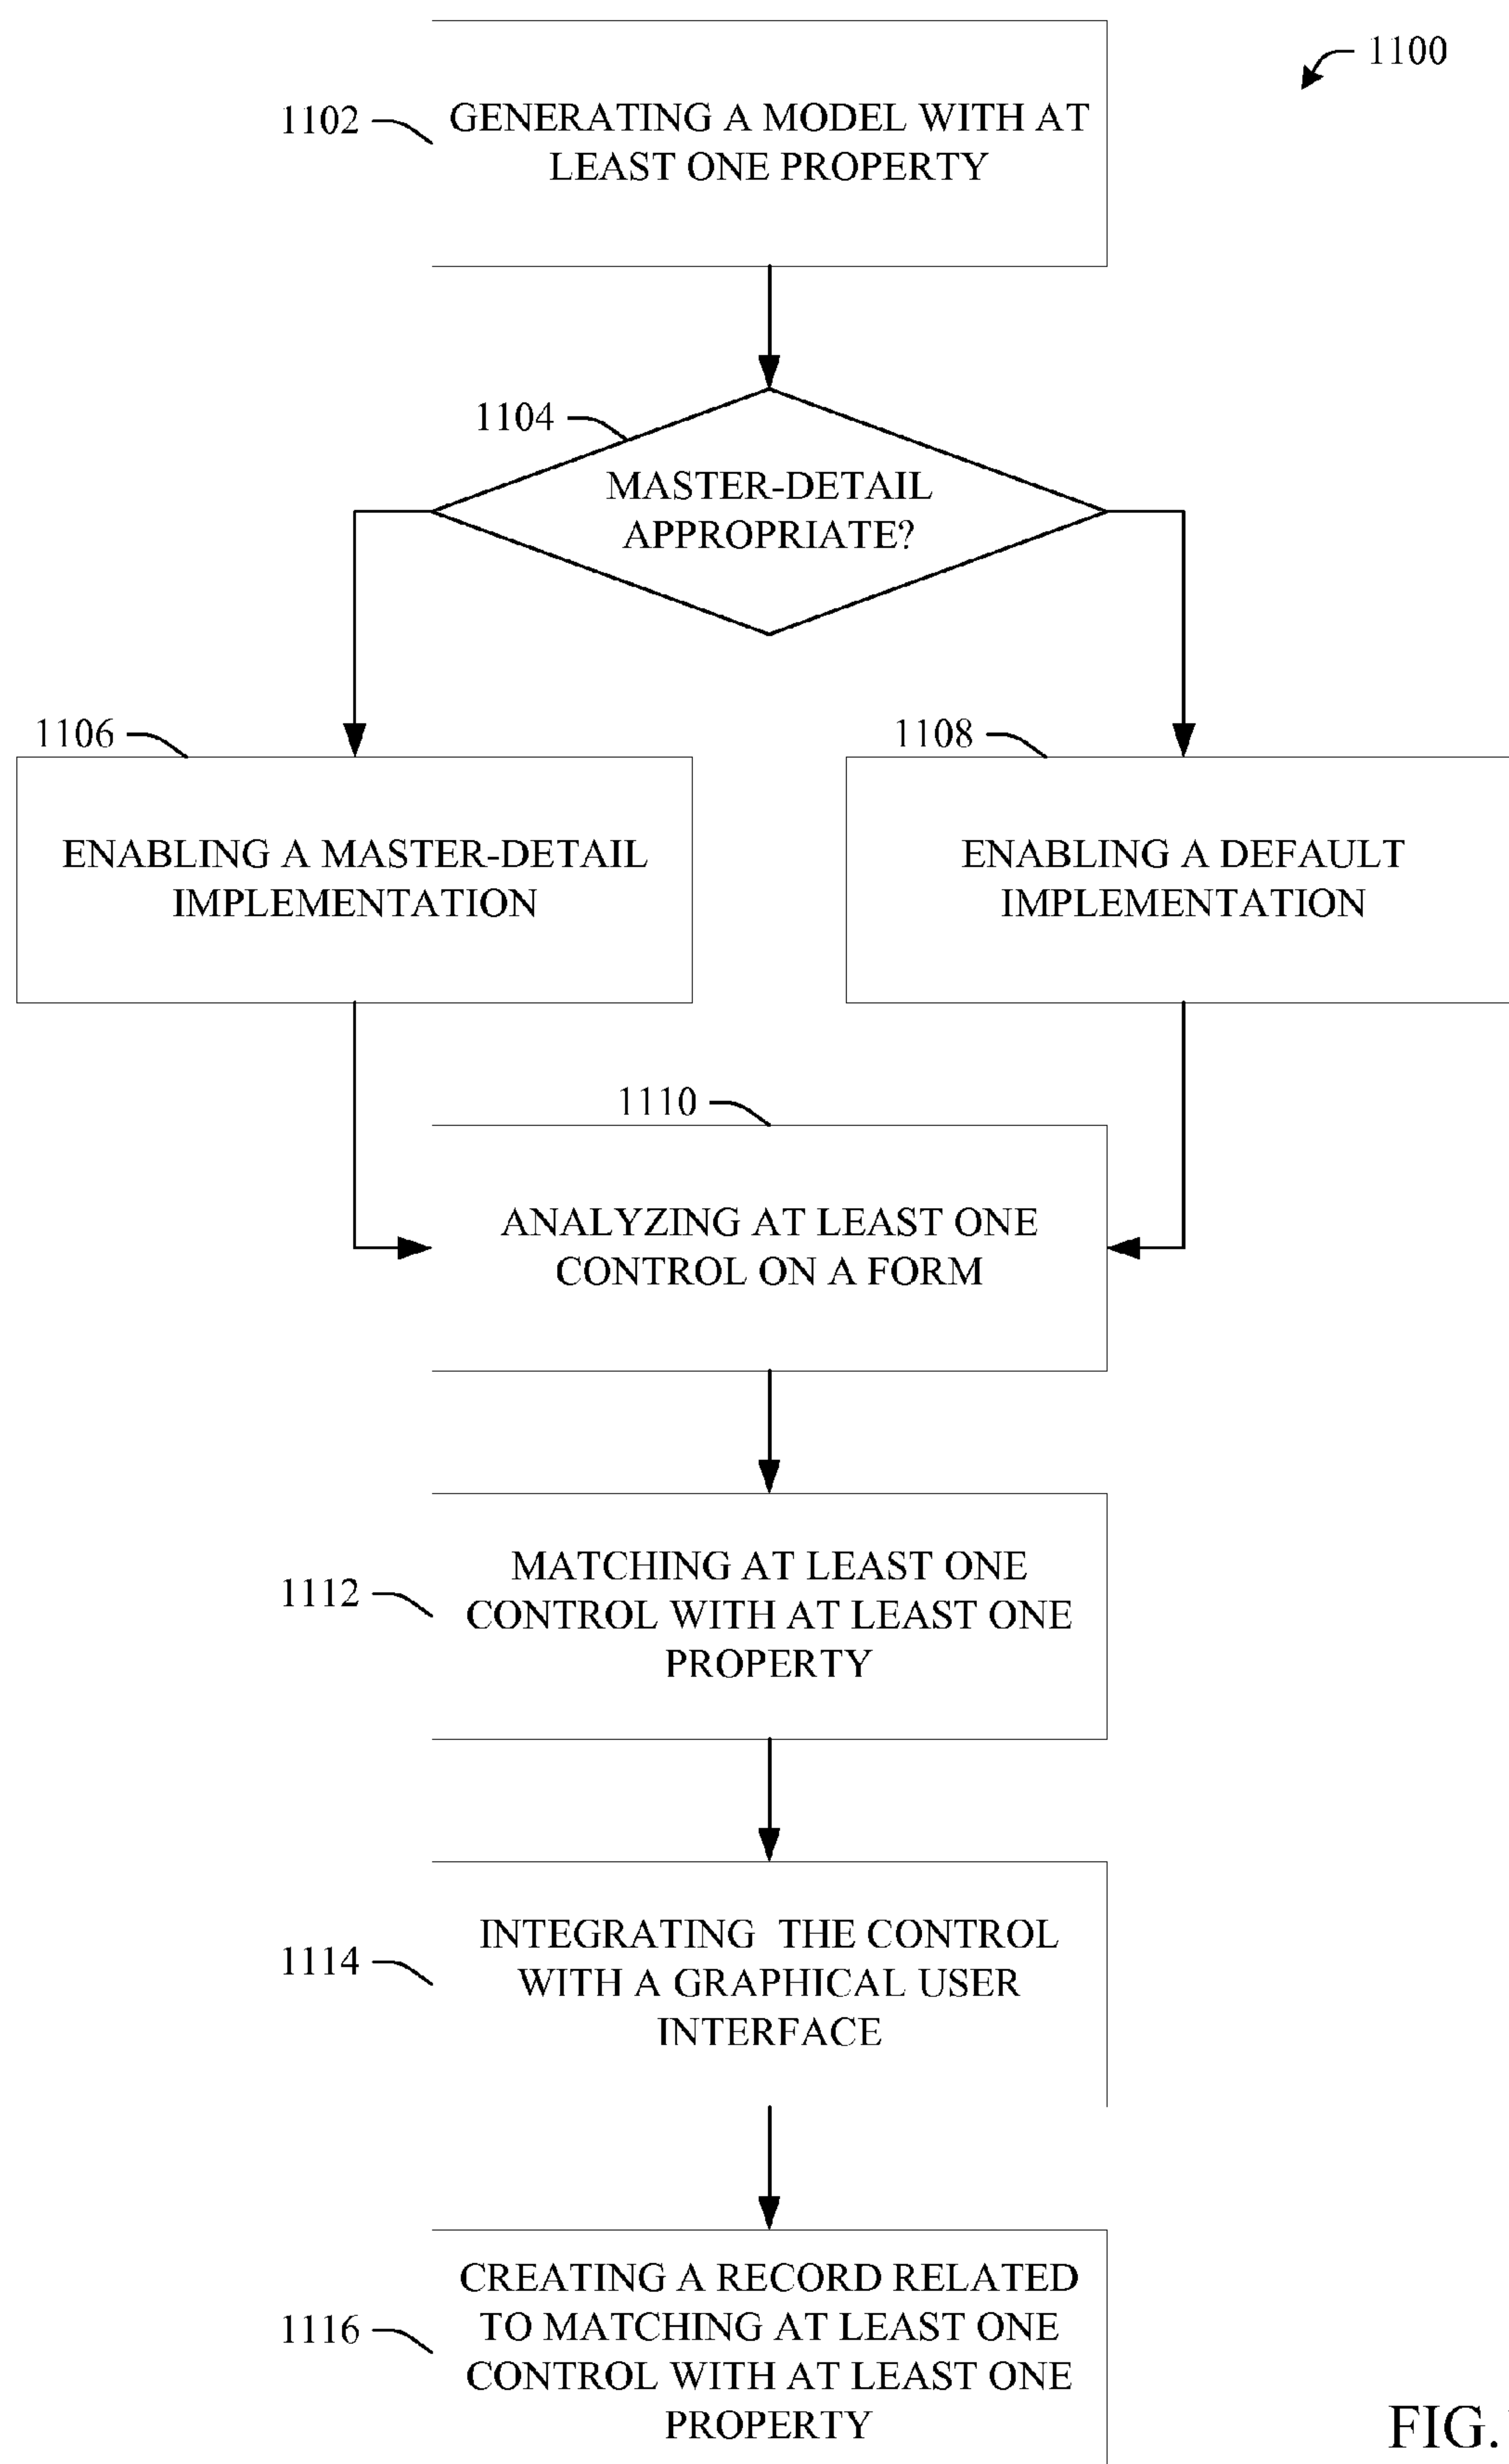 1100
1102
GENERATING A MODEL WITH AT
LEAST ONE PROPERTY
1104
MASTER-DETAIL
APPROPRIATE?
1106
ENABLING A MASTER-DETAIL
IMPLEMENTATION
1108
ENABLING A DEFAULT
IMPLEMENTATION
1110
ANALYZING AT LEAST ONE
CONTROL ON A FORM
1112
MATCHING AT LEAST ONE
CONTROL WITH AT LEAST ONE
PROPERTY
1114
INTEGRATING THE CONTROL
WITH A GRAPHICAL USER
INTERFACE
1116
CREATING A RECORD RELATED
TO MATCHING AT LEAST ONE
CONTROL WITH AT LEAST ONE
PROPERTY
FIG.